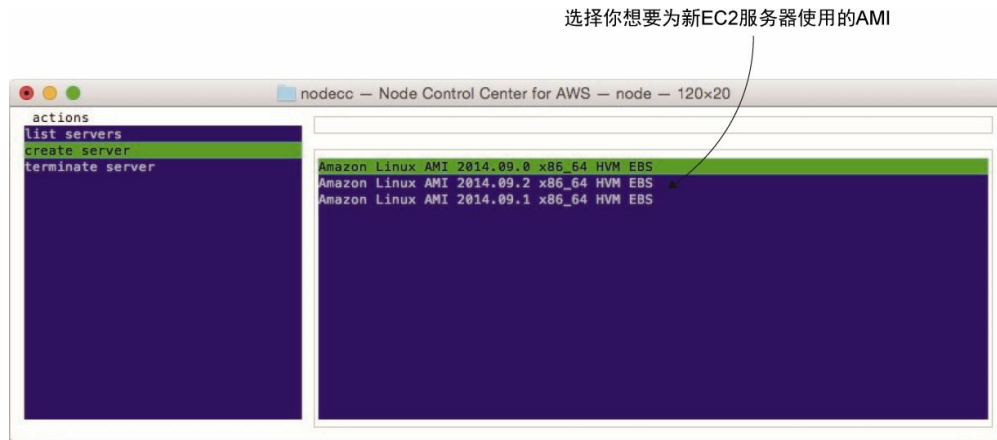 选择你想要为新EC2服务器使用的AMI
nodecc — Node Control Center for AWS — node — 120×20
actions
list servers
create server
terminate server
Amazon Linux AMI 2014.09.0 x86_64 HVM EBS
Amazon Linux AMI 2014.09.2 x86_64 HVM EBS
Amazon Linux AMI 2014.09.1 x86_64 HVM EBS